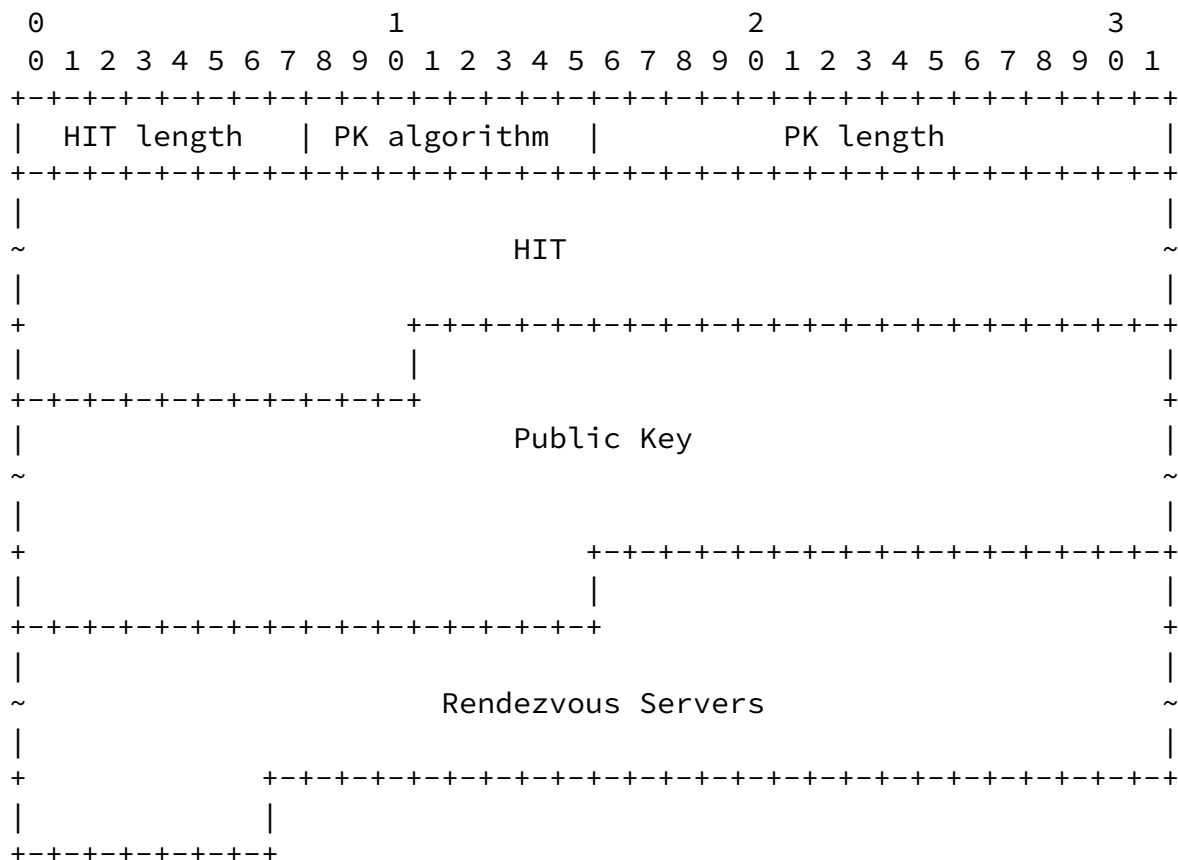 0 1 2 3
0 1 2 3 4 5 6 7 8 9 0 1 2 3 4 5 6 7 8 9 0 1 2 3 4 5 6 7 8 9 0 1
HIT length PK algorithm PK length
HIT
Public Key
Rendezvous Servers